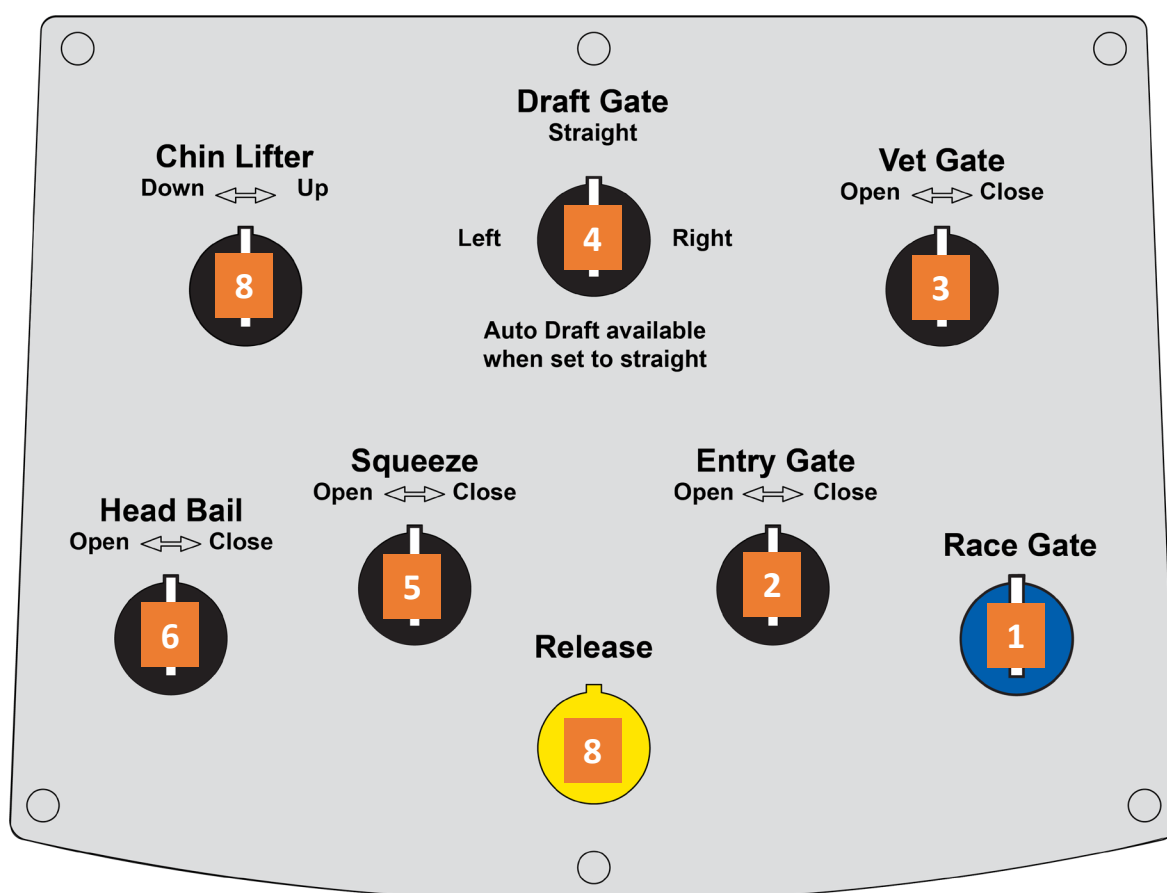 Draft Gate
Straight
Left
4
Right
Auto Draft available
when set to straight
Chin Lifter
Down Up
8
Vet Gate
Open Close
3
Squeeze
Open Close
5
Entry Gate
Open Close
2
Head Bail
Open Close
6
Race Gate
1
Release
8